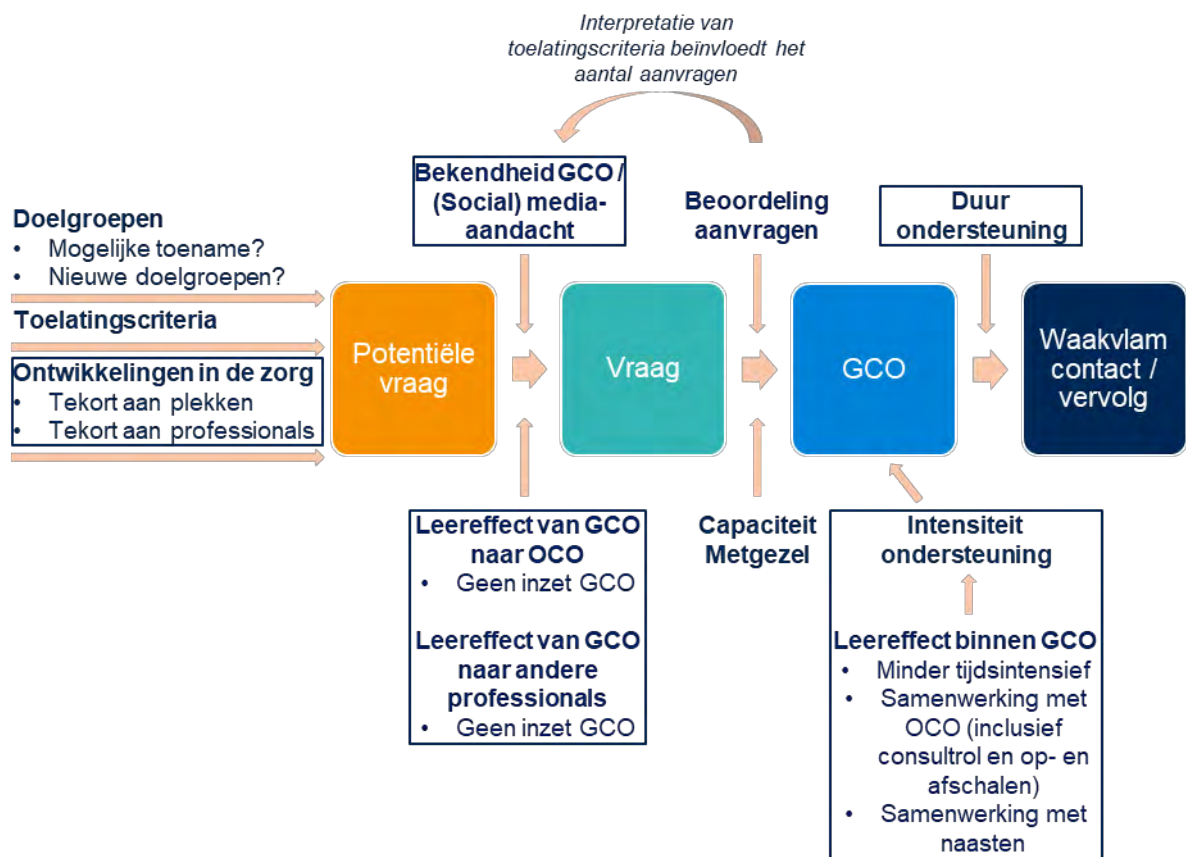 Interpretatie van
toelatingscriteria beïnvloedt het
aantal aanvragen
Bekendheid GCO /
(Social) media-
aandacht
Beoordeling
aanvragen
Duur
ondersteuning
Doelgroepen
• Mogelijke toename?
• Nieuwe doelgroepen?
Toelatingscriteria
Ontwikkelingen in de zorg
• Tekort aan plekken
• Tekort aan professionals
Potentiële
vraag
Vraag
GCO
Waakvlam
contact /
vervolg
Leereffect van GCO
naar OCO
• Geen inzet GCO
Leereffect van GCO
naar andere
professionals
• Geen inzet GCO
Capaciteit
Metgezel
Intensiteit
ondersteuning
Leereffect binnen GCO
• Minder tijdsintensief
• Samenwerking met
OCO (inclusief
consultrol en op- en
afschalen)
• Samenwerking met
naasten